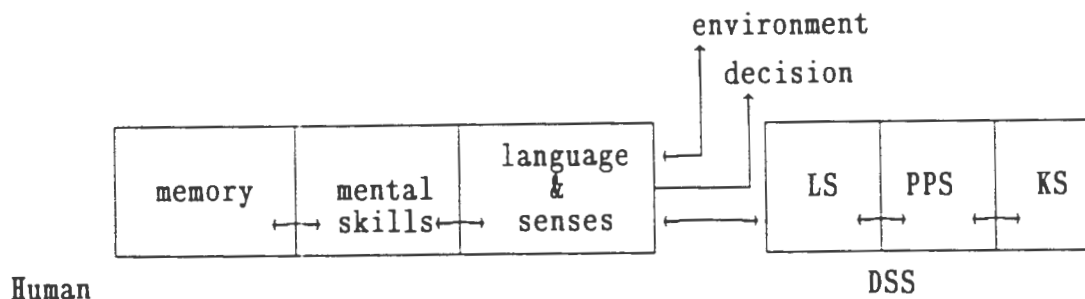 environment
decision
memory
mental
skills
language
&
senses
LS
PPS
KS
Human
DSS